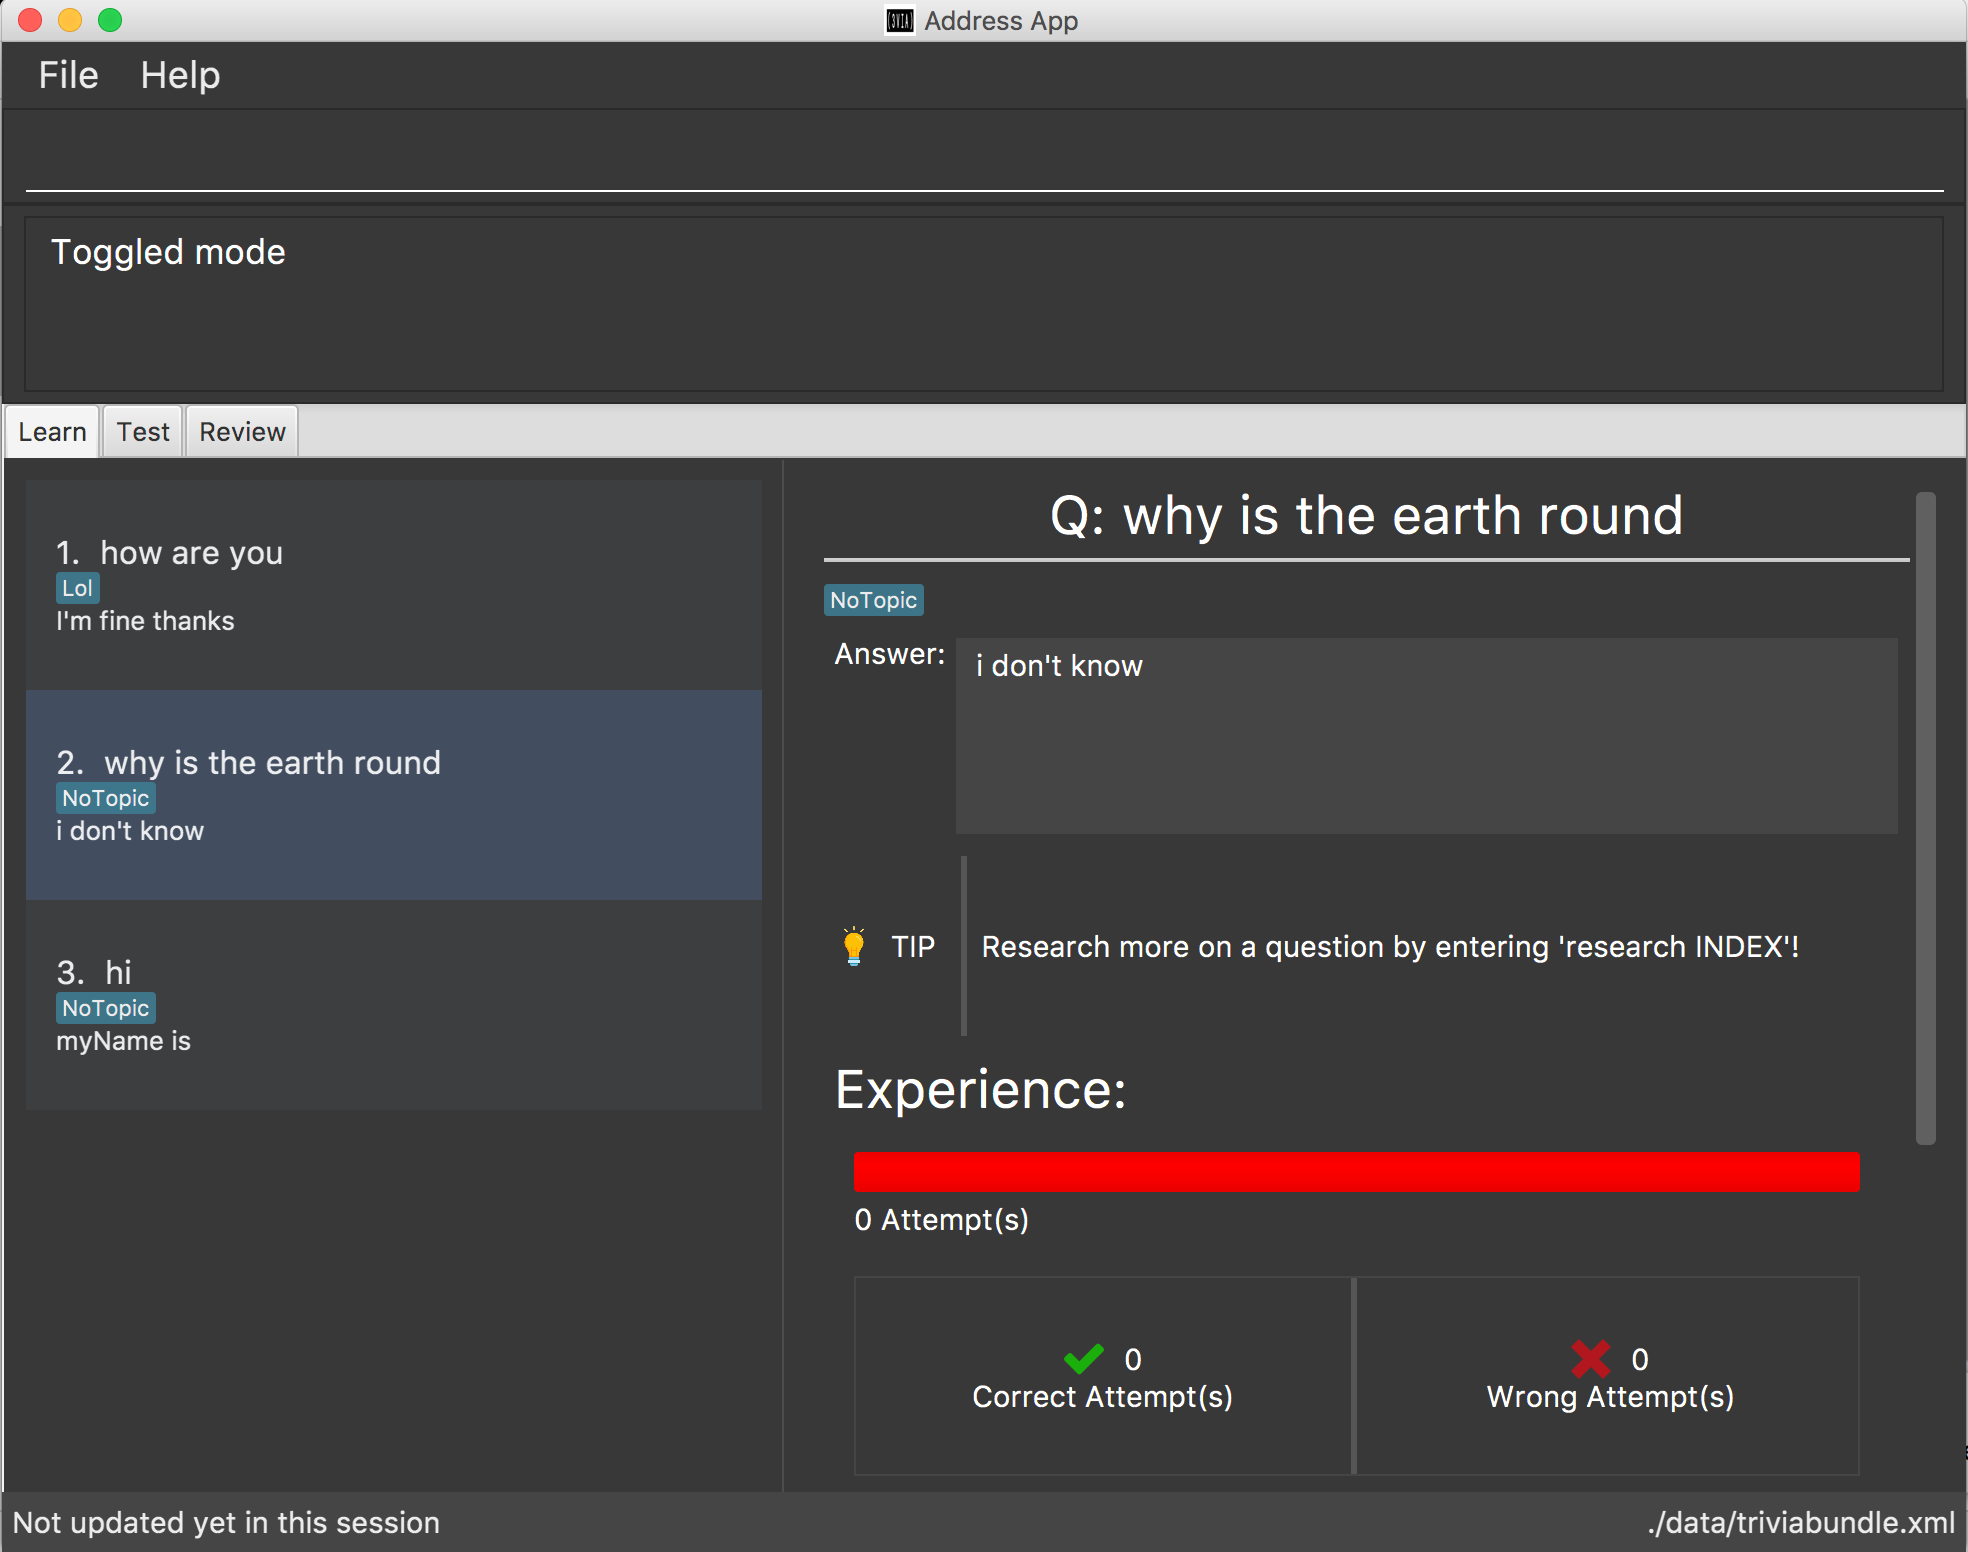 (3VIA) Address App
File Help
Toggled mode
Learn Test Review
1. how are you
Lol
I'm fine thanks
2. why is the earth round
NoTopic
i don't know
3. hi
NoTopic
myName is
Q: why is the earth round
NoTopic
Answer: i don't know
TIP Research more on a question by entering 'research INDEX'!
Experience:
0 Attempt(s)
0
Correct Attempt(s)
0
Wrong Attempt(s)
Not updated yet in this session ./data/triviabundle.xml